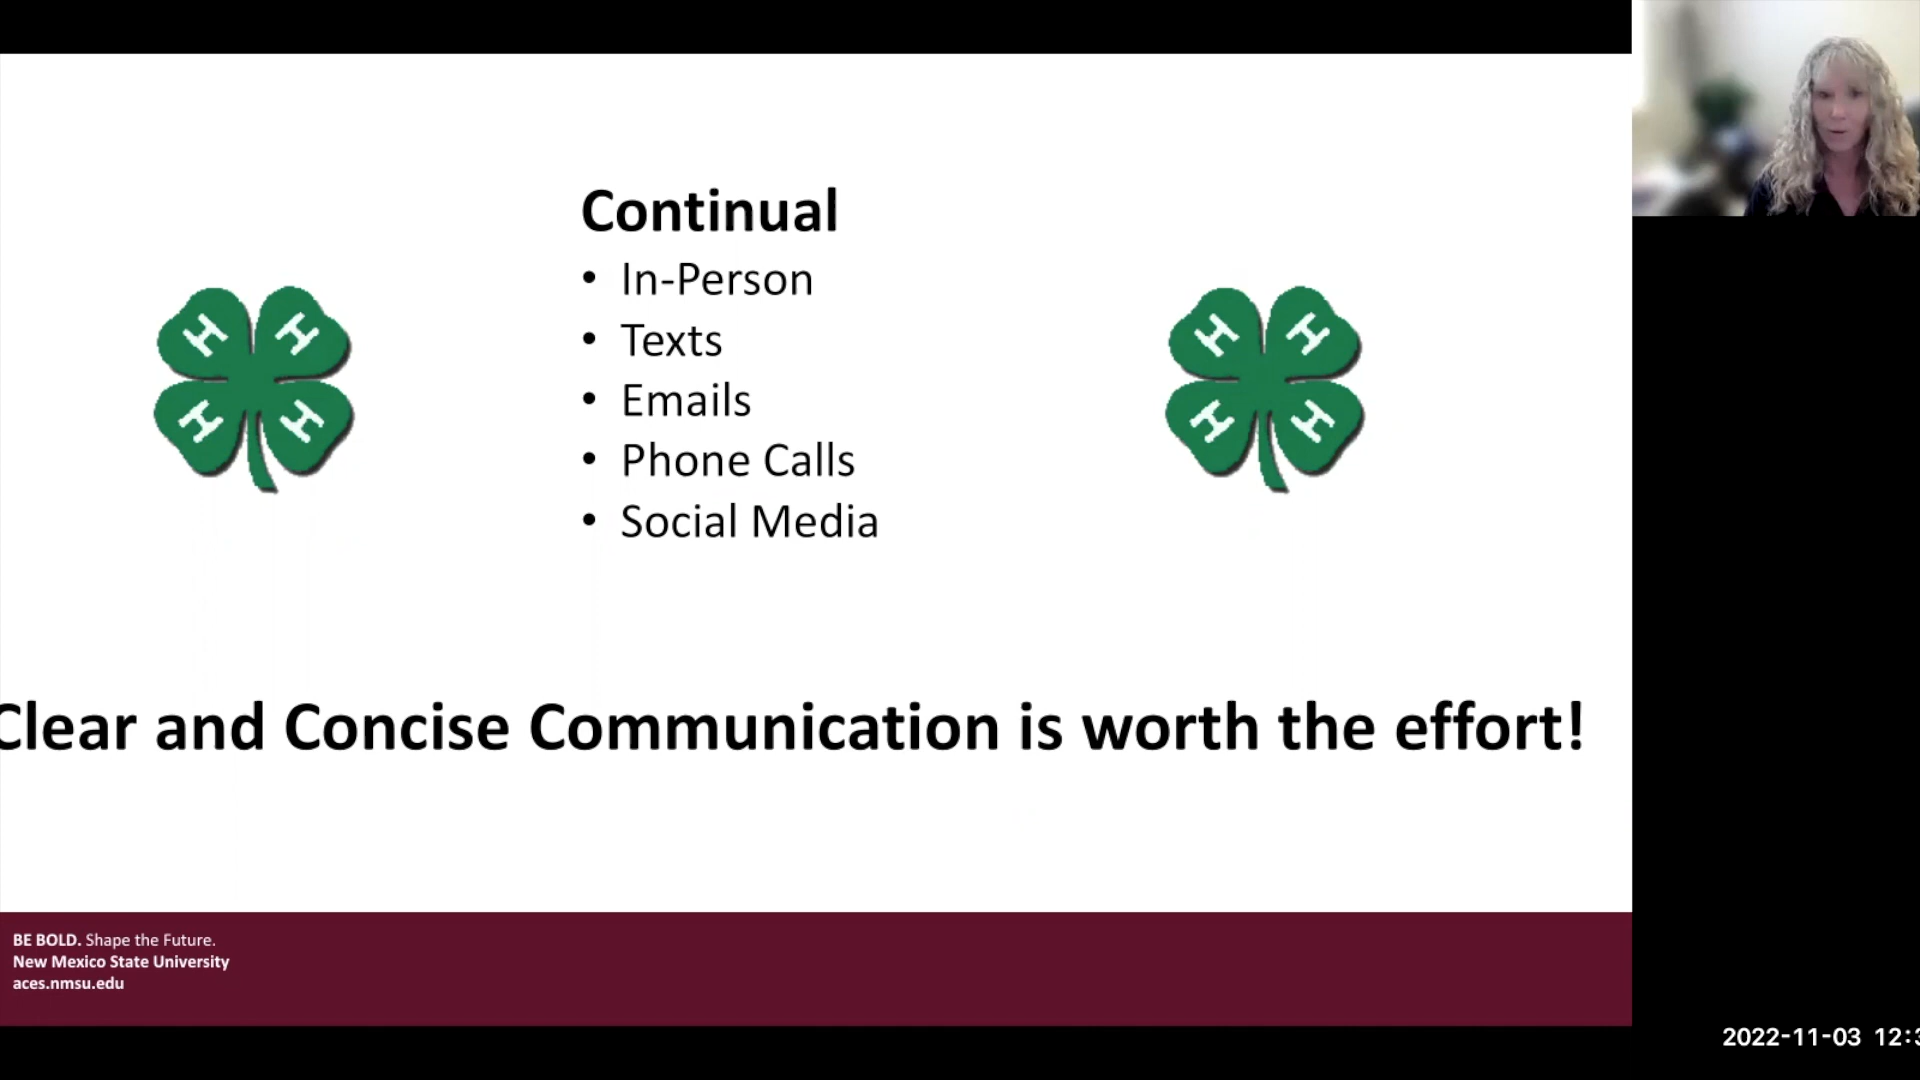 Continual
• In-Person
• Texts
• Emails
• Phone Calls
• Social Media
H H
H H
H H
H H
Clear and Concise Communication is worth the effort!
BE BOLD. Shape the Future.
New Mexico State University
aces.nmsu.edu
2022-11-03 12:3